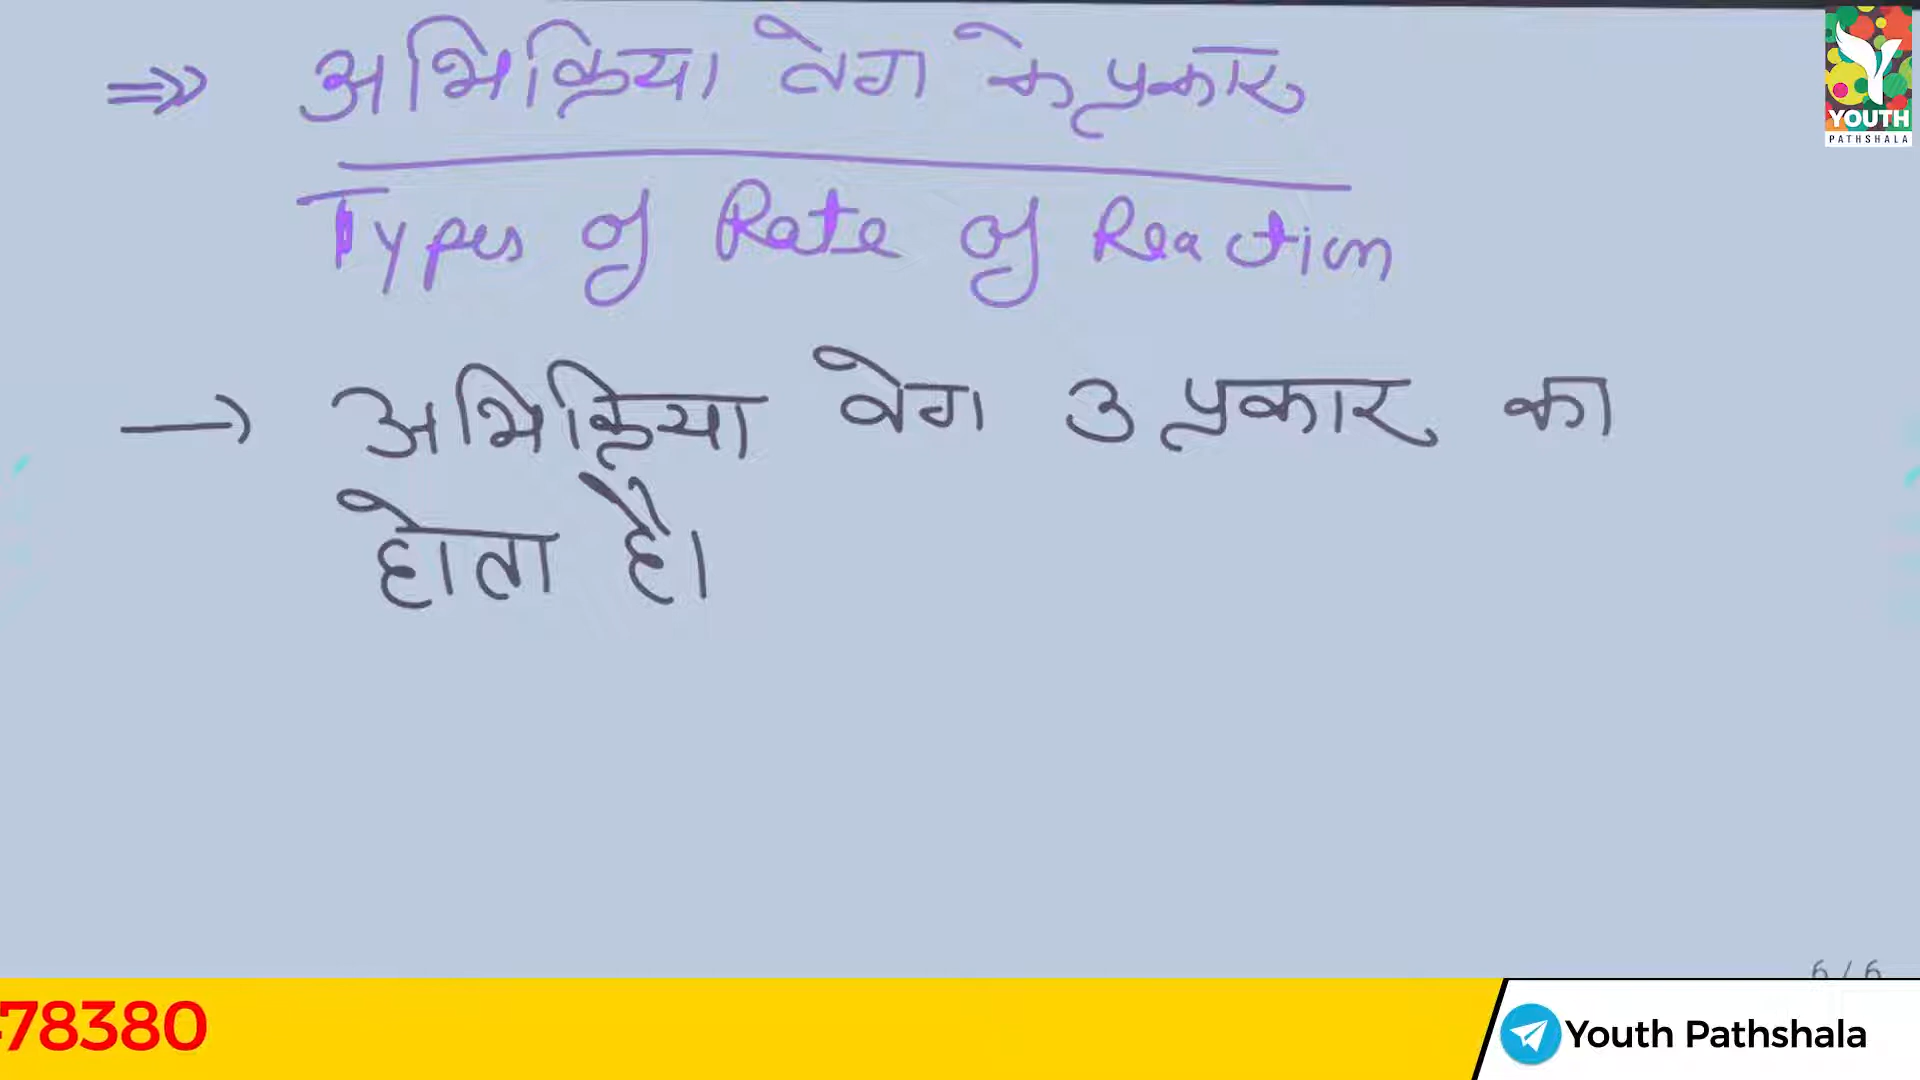 ⇒ अभिक्रिया वेग के प्रकार
Types of Rate of Reaction
→ अभिक्रिया वेग 3 प्रकार का
होता है।
YOUTH
PATHSHALA
6 / 6
78380
Youth Pathshala